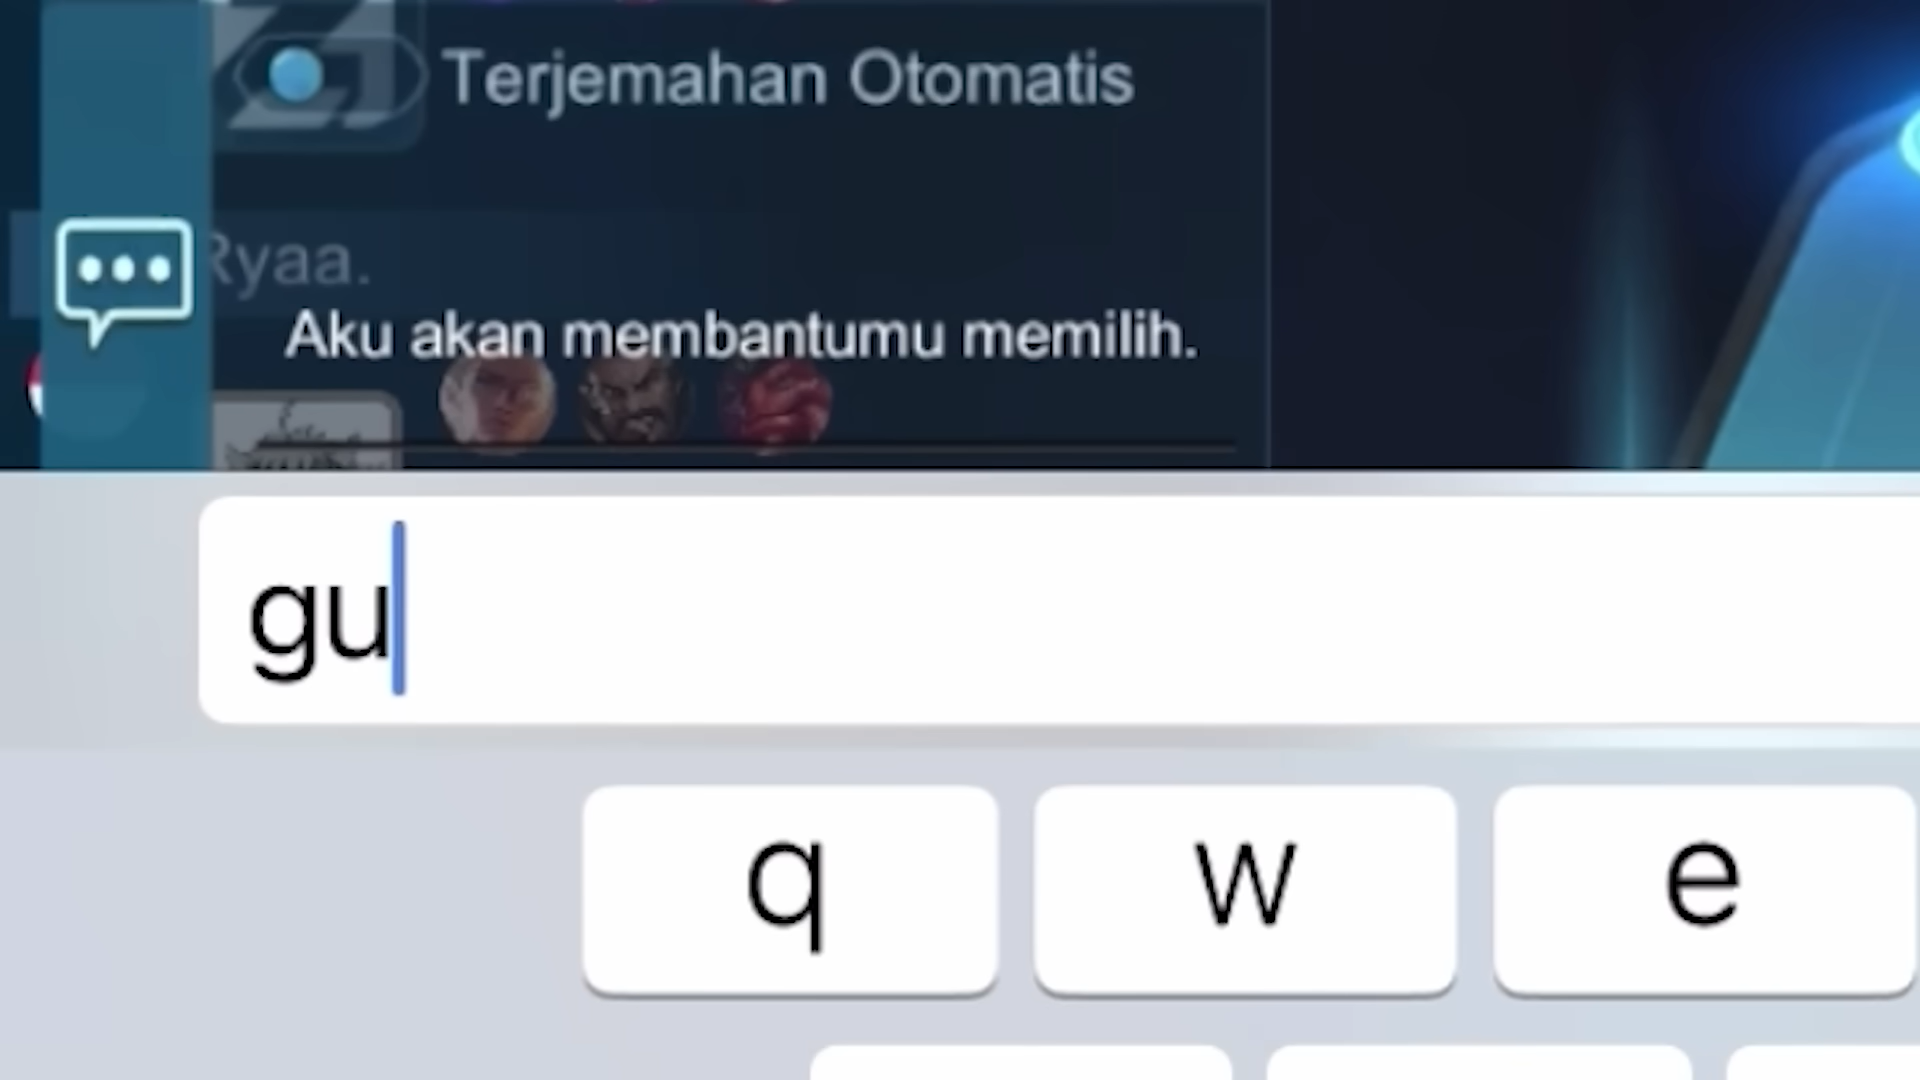 Terjemahan Otomatis
Ryaa.
Aku akan membantumu memilih.
gu
q w e